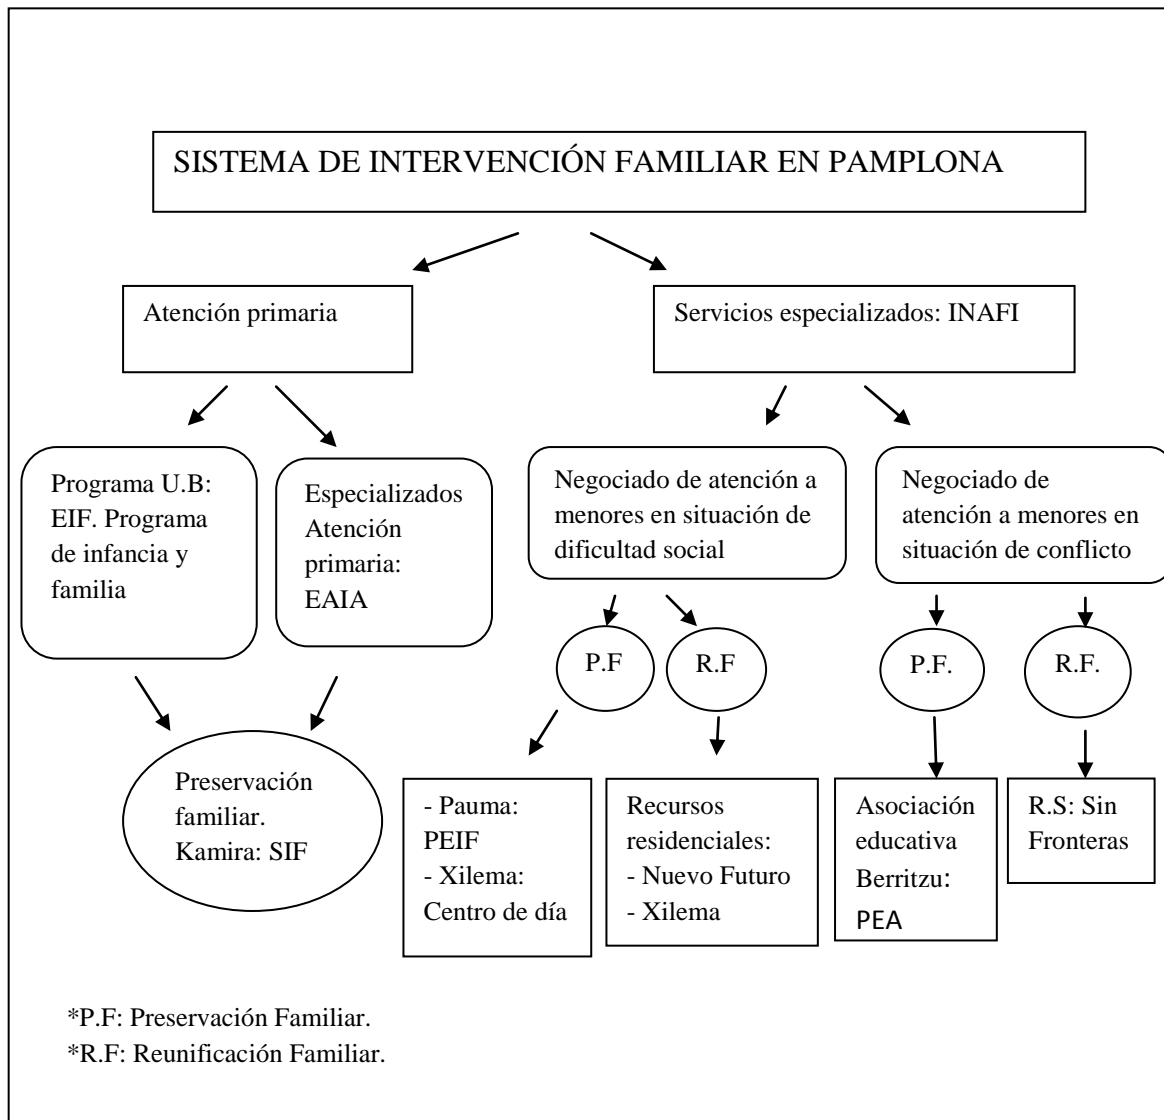 SISTEMA DE INTERVENCIÓN FAMILIAR EN PAMPLONA
Atención primaria
Servicios especializados: INAFI
Programa U.B:
EIF. Programa
de infancia y
familia
Especializados
Atención
primaria:
EAIA
Negociado de atención a
menores en situación de
dificultad social
Negociado de
atención a menores en
situación de conflicto
P.F
R.F
P.F.
R.F.
Preservación
familiar.
Kamira: SIF
- Pauma:
PEIF
- Xilema:
Centro de día
Recursos
residenciales:
- Nuevo Futuro
- Xilema
Asociación
educativa
Berritzu:
PEA
R.S: Sin
Fronteras
*P.F: Preservación Familiar.
*R.F: Reunificación Familiar.